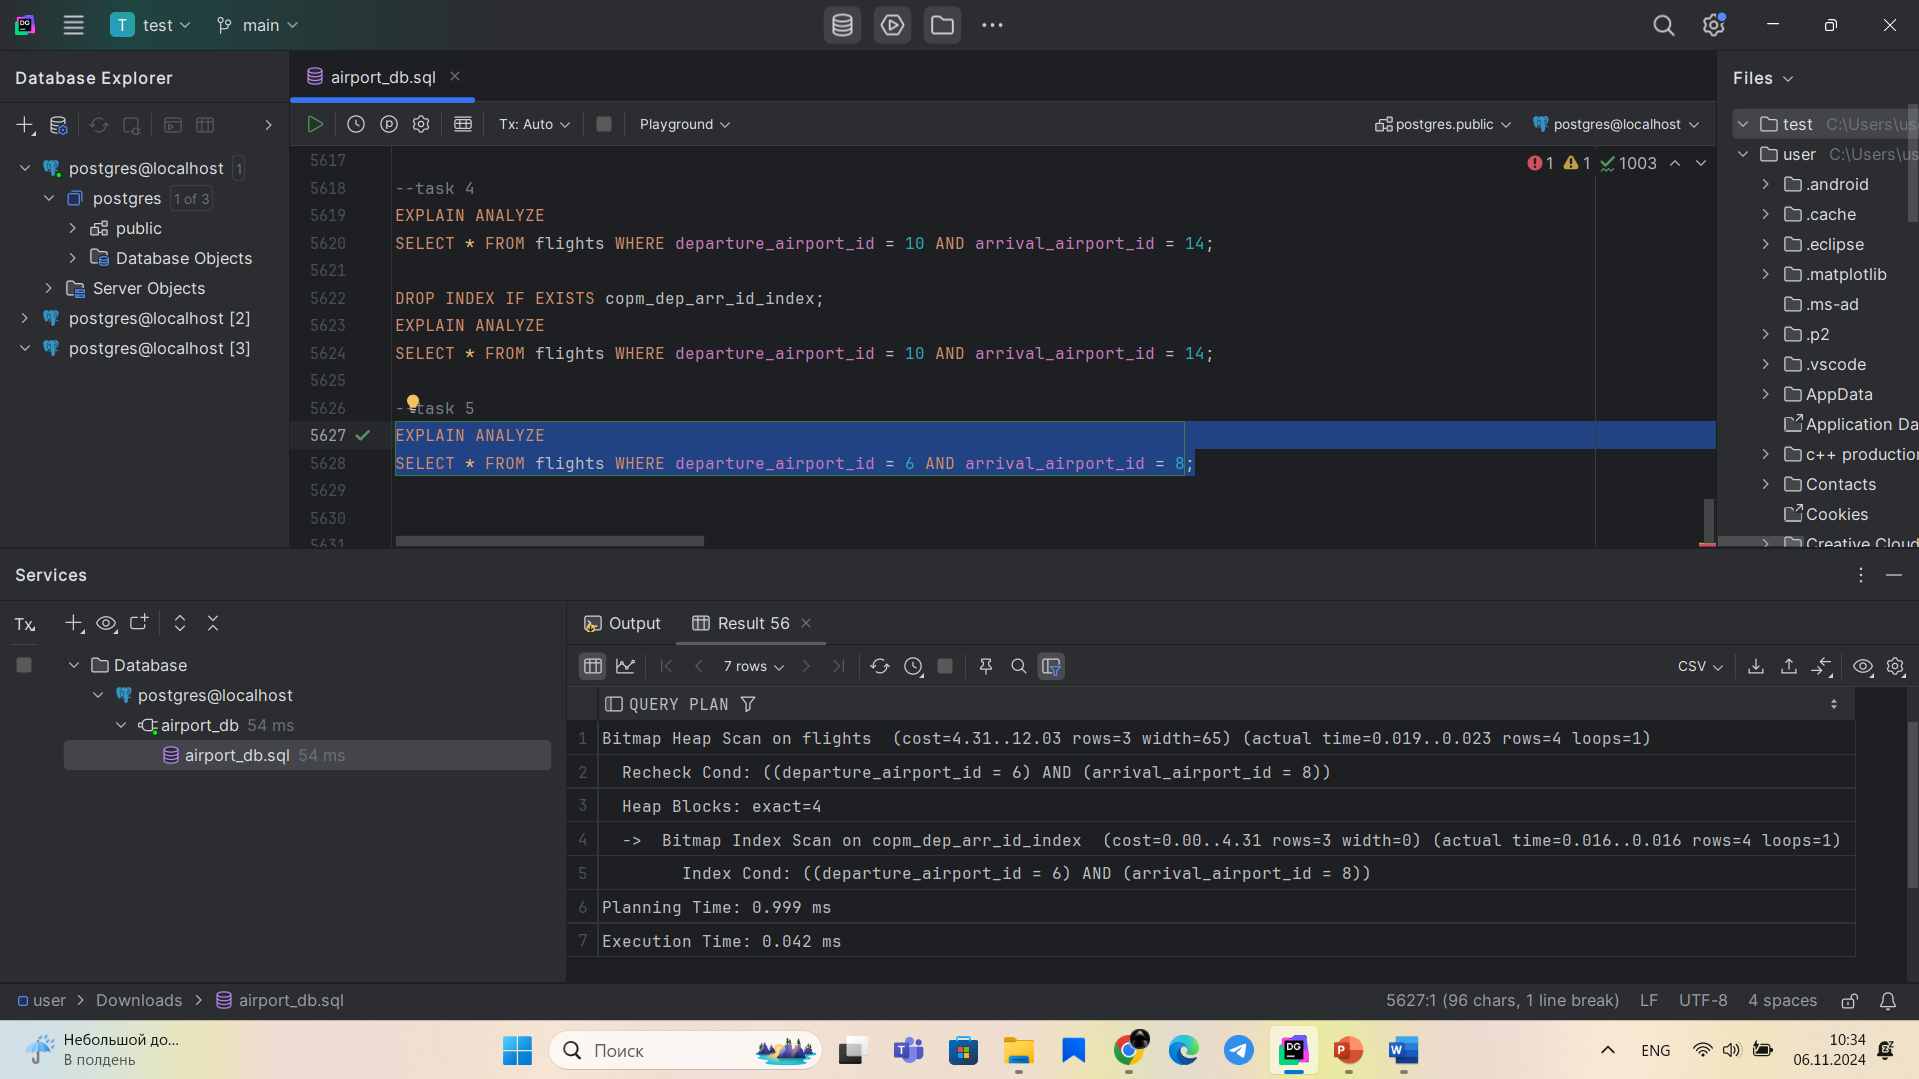 T test main
Database Explorer
airport_db.sql
Files
Tx: Auto
Playground
postgres.public
postgres@localhost
postgres@localhost 1
postgres 1 of 3
public
Database Objects
Server Objects
postgres@localhost [2]
postgres@localhost [3]
1 1 1003
5617
5618 --task 4
5619 EXPLAIN ANALYZE
5620 SELECT * FROM flights WHERE departure_airport_id = 10 AND arrival_airport_id = 14;
5621
5622 DROP INDEX IF EXISTS copm_dep_arr_id_index;
5623 EXPLAIN ANALYZE
5624 SELECT * FROM flights WHERE departure_airport_id = 10 AND arrival_airport_id = 14;
5625
5626 --task 5
5627 EXPLAIN ANALYZE
5628 SELECT * FROM flights WHERE departure_airport_id = 6 AND arrival_airport_id = 8;
5629
5630
5631
test C:\Users\us
user C:\Users\us
.android
.cache
.eclipse
.matplotlib
.ms-ad
.p2
.vscode
AppData
Application Da
c++ production
Contacts
Cookies
Creative Cloud
Services
Tx
Database
postgres@localhost
airport_db 54 ms
airport_db.sql 54 ms
Output
Result 56
7 rows
CSV
QUERY PLAN
1 Bitmap Heap Scan on flights (cost=4.31..12.03 rows=3 width=65) (actual time=0.019..0.023 rows=4 loops=1)
2 Recheck Cond: ((departure_airport_id = 6) AND (arrival_airport_id = 8))
3 Heap Blocks: exact=4
4 -> Bitmap Index Scan on copm_dep_arr_id_index (cost=0.00..4.31 rows=3 width=0) (actual time=0.016..0.016 rows=4 loops=1)
5 Index Cond: ((departure_airport_id = 6) AND (arrival_airport_id = 8))
6 Planning Time: 0.999 ms
7 Execution Time: 0.042 ms
user > Downloads > airport_db.sql
5627:1 (96 chars, 1 line break) LF UTF-8 4 spaces
Небольшой до...
В полдень
Поиск
ENG
10:34
06.11.2024